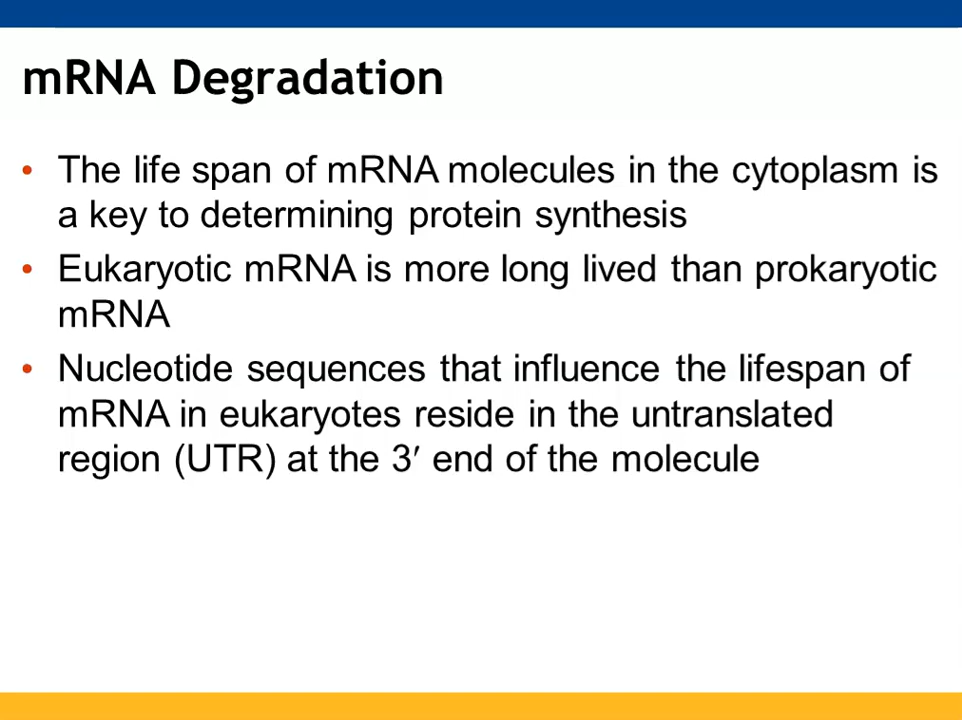 mRNA Degradation
• The life span of mRNA molecules in the cytoplasm is
a key to determining protein synthesis
• Eukaryotic mRNA is more long lived than prokaryotic
mRNA
• Nucleotide sequences that influence the lifespan of
mRNA in eukaryotes reside in the untranslated
region (UTR) at the 3′ end of the molecule